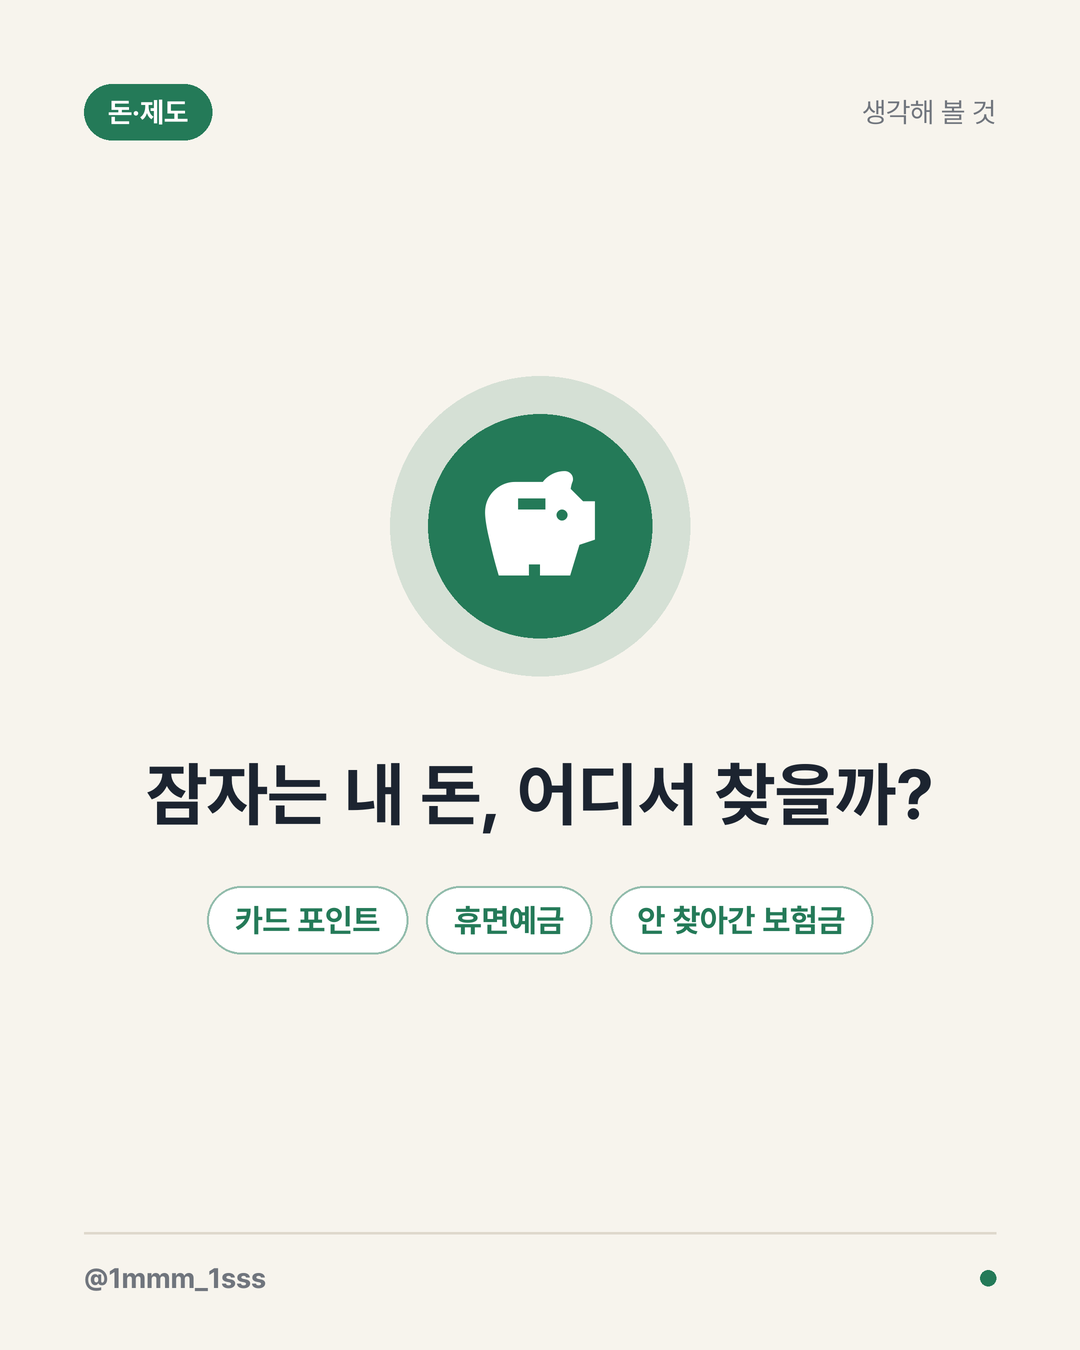 돈·제도
생각해 볼 것
잠자는 내 돈, 어디서 찾을까?
카드 포인트
휴면예금
안 찾아간 보험금
@1mmm_1sss